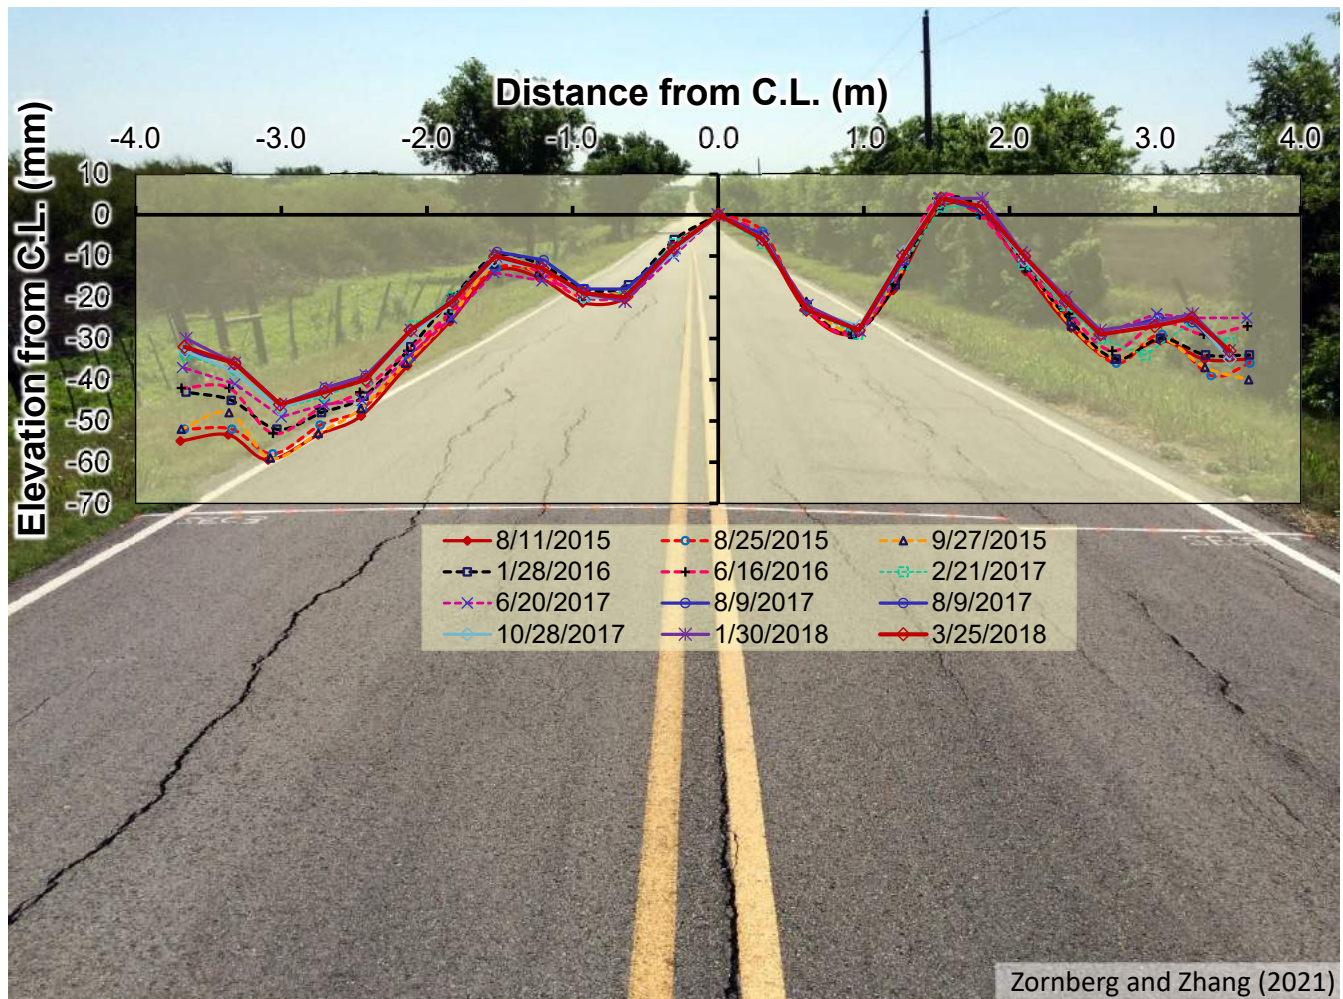 Distance from C.L. (m)
-4.0 -3.0 -2.0 -1.0 0.0 1.0 2.0 3.0 4.0
Elevation from C.L. (mm)
10
0
-10
-20
-30
-40
-50
-60
-70
8/11/2015 8/25/2015 9/27/2015
1/28/2016 6/16/2016 2/21/2017
6/20/2017 8/9/2017 8/9/2017
10/28/2017 1/30/2018 3/25/2018
Zornberg and Zhang (2021)